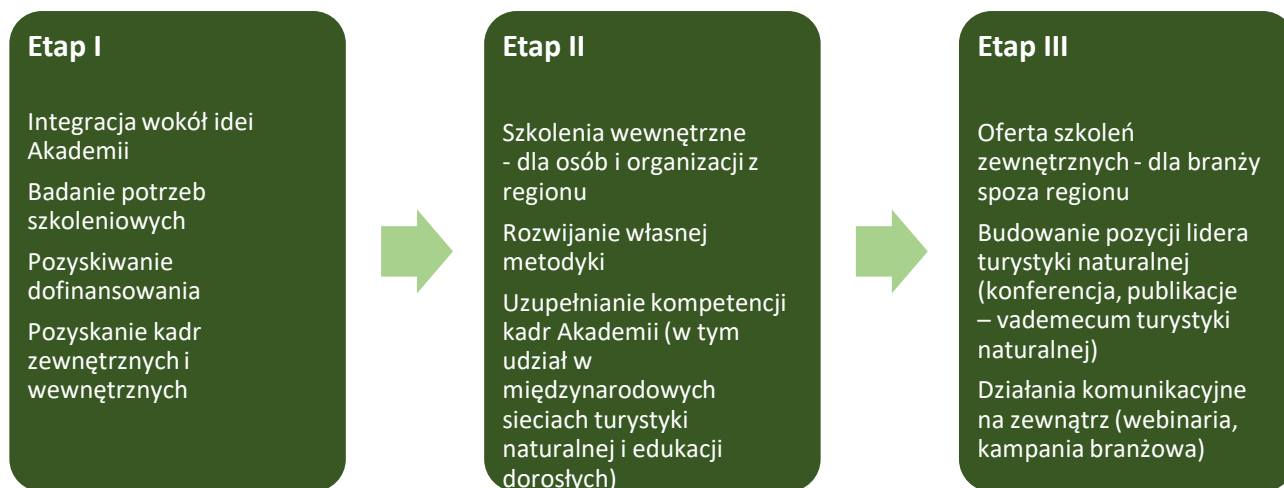 Etap I
Integracja wokół idei
Akademii
Badanie potrzeb
szkoleniowych
Pozyskiwanie
dofinansowania
Pozyskanie kadr
zewnętrznych i
wewnętrznych
Etap II
Szkolenia wewnętrzne
- dla osób i organizacji z
regionu
Rozwijanie własnej
metodyki
Uzupełnianie kompetencji
kadr Akademii (w tym
udział w
międzynarodowych
sieciach turystyki
naturalnej i edukacji
dorosłych)
Etap III
Oferta szkoleń
zewnętrznych - dla branży
spoza regionu
Budowanie pozycji lidera
turystyki naturalnej
(konferencja, publikacje
– vademecum turystyki
naturalnej)
Działania komunikacyjne
na zewnątrz (webinaria,
kampania branżowa)